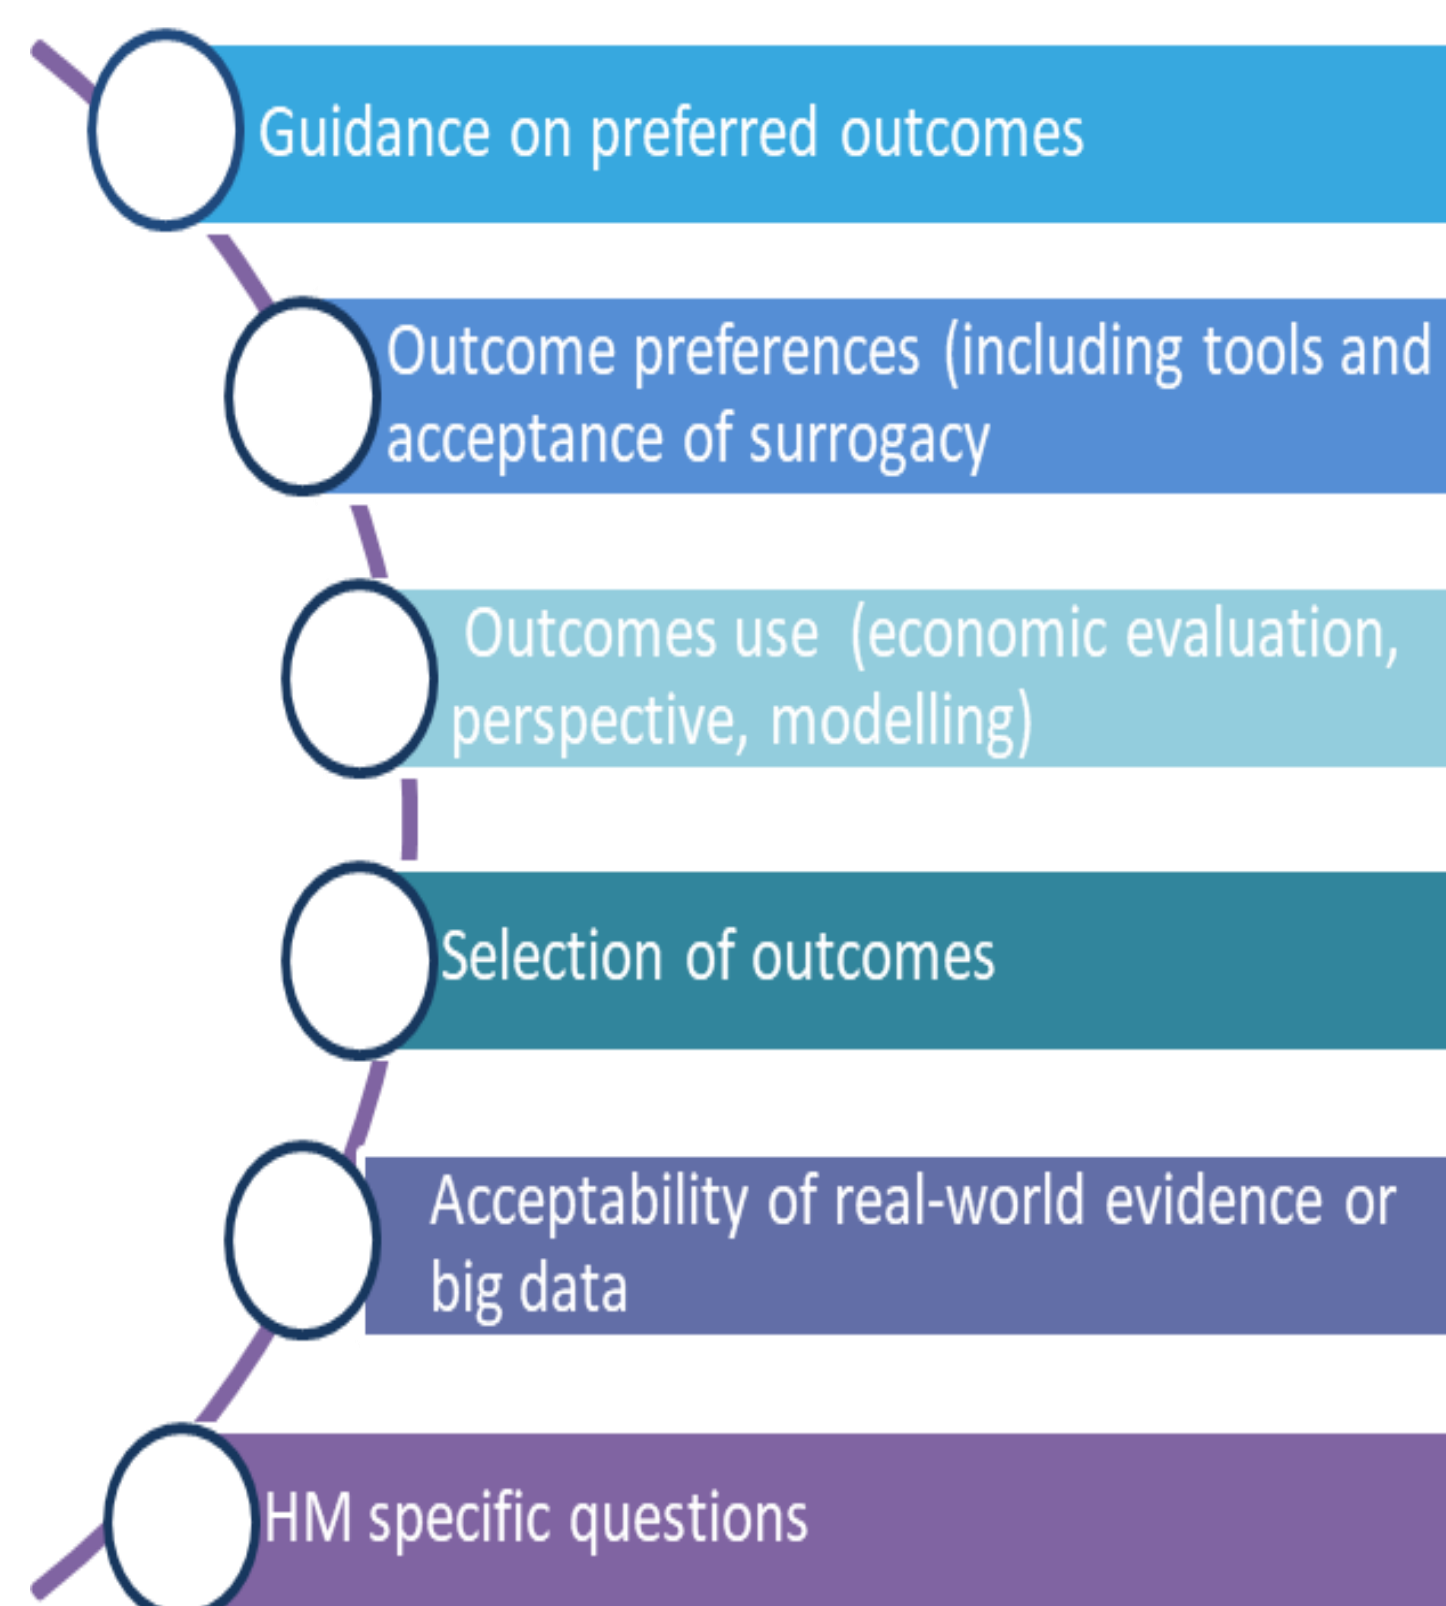 Guidance on preferred outcomes
Outcome preferences (including tools and
acceptance of surrogacy
Outcomes use (economic evaluation,
perspective, modelling)
Selection of outcomes
Acceptability of real-world evidence or
big data
HM specific questions